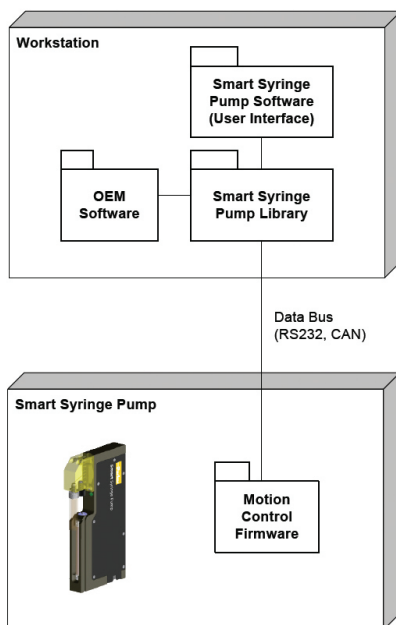 Workstation
Smart Syringe
Pump Software
(User Interface)
OEM
Software
Smart Syringe
Pump Library
Data Bus
(RS232, CAN)
Smart Syringe Pump
Motion
Control
Firmware